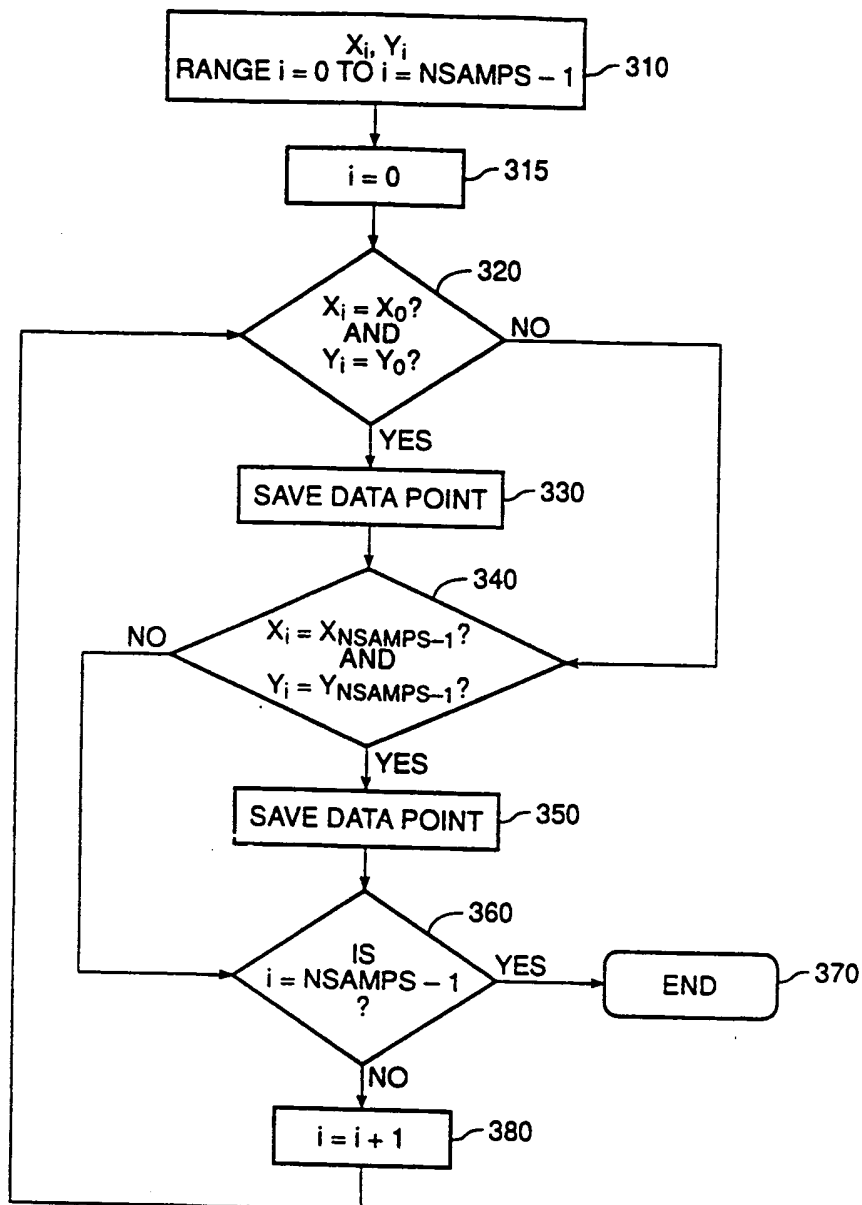 Xi, Yi
RANGE i = 0 TO i = NSAMPS – 1
310
i = 0
315
320
Xi = X0?
AND
Yi = Y0?
NO
YES
SAVE DATA POINT
330
340
NO
Xi = XNSAMPS–1?
AND
Yi = YNSAMPS–1?
YES
SAVE DATA POINT
350
360
IS
i = NSAMPS – 1
?
YES
END
370
NO
i = i + 1
380